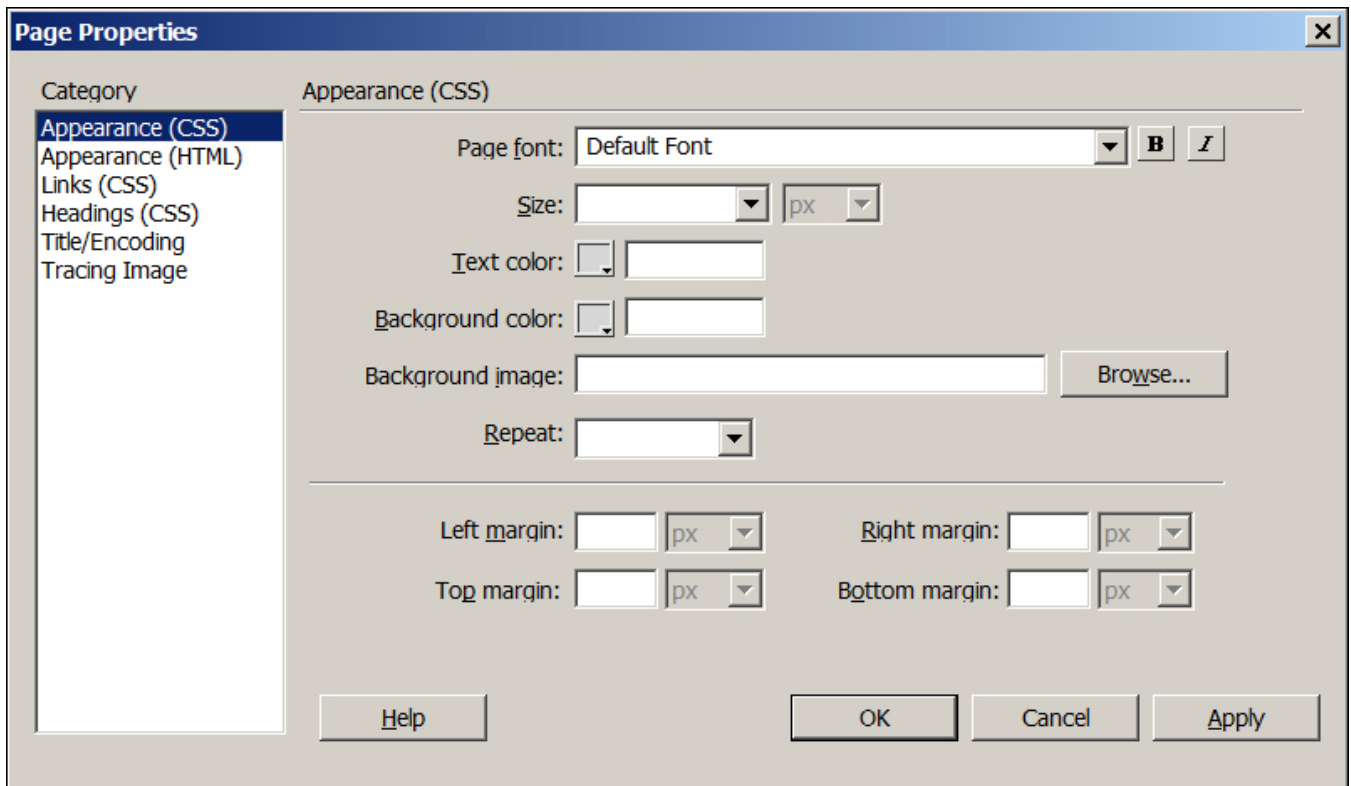 Page Properties
Category
Appearance (CSS)
Appearance (HTML)
Links (CSS)
Headings (CSS)
Title/Encoding
Tracing Image
Appearance (CSS)
Page font: Default Font B I
Size: px
Text color:
Background color:
Background image: Browse...
Repeat:
Left margin: px Right margin: px
Top margin: px Bottom margin: px
Help OK Cancel Apply